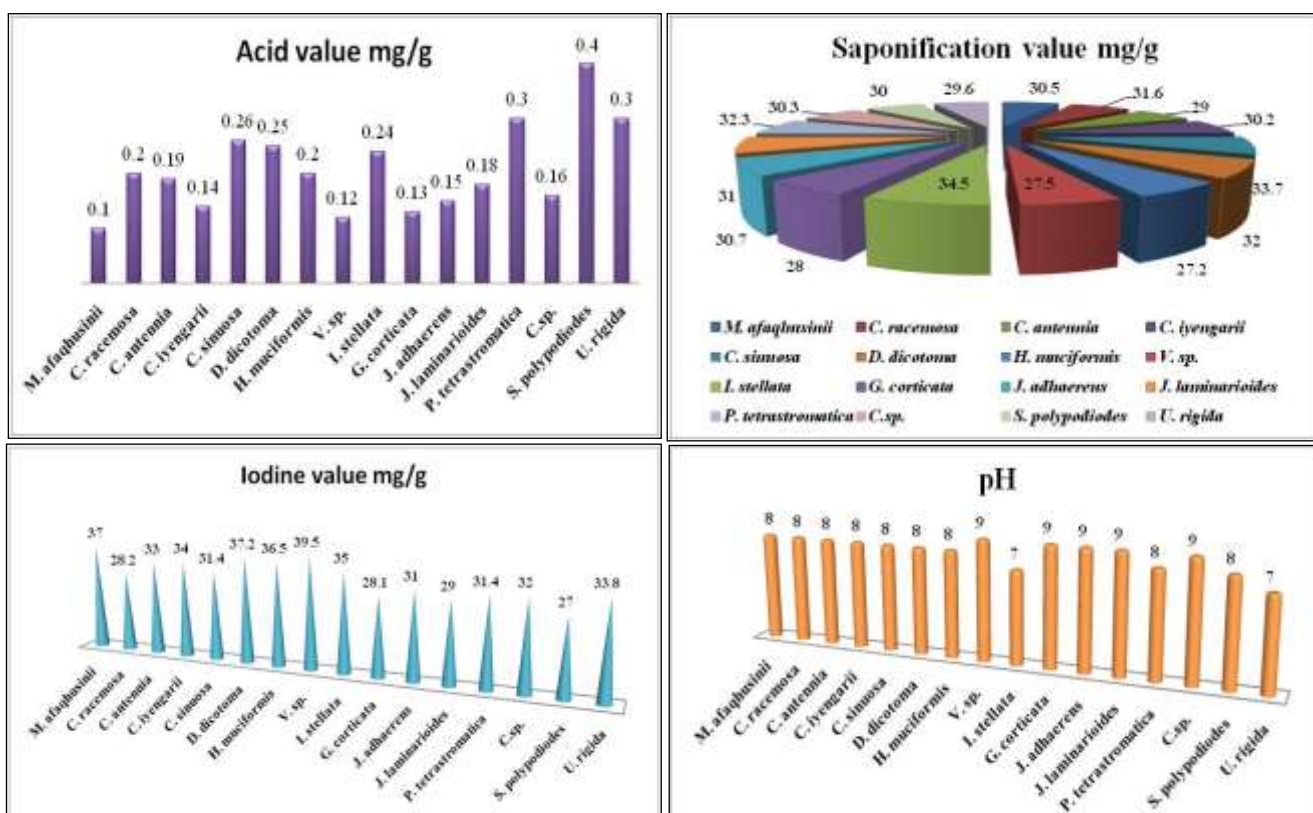 Acid value mg/g
0.1 0.2 0.19 0.14 0.26 0.25 0.2 0.12 0.24 0.13 0.15 0.18 0.3 0.16 0.4 0.3
M. afaqhusinii
C. racemosa
C. antennia
C. iyengarii
C. sinuosa
D. dicotoma
H. muciformis
V. sp.
I. stellata
G. corticata
J. adhaerens
J. laminarioides
P. tetrastromatica
C.sp.
S. polypodiodes
U. rigida
Saponification value mg/g
30.5
31.6
29
30.2
33.7
32
27.2
27.5
34.5
28
30.7
31
32.3
30.3
30
29.6
M. afaqhusinii C. racemosa C. antennia C. iyengarii
C. sinuosa D. dicotoma H. muciformis V. sp.
I. stellata G. corticata J. adhaerens J. laminarioides
P. tetrastromatica C.sp. S. polypodiodes U. rigida
Iodine value mg/g
37 28.2 33 34 31.4 37.2 36.5 39.5 35 28.1 31 29 31.4 32 27 33.8
M. afaqhusinii
C. racemosa
C. antennia
C. iyengarii
C. sinuosa
D. dicotoma
H. muciformis
V. sp.
I. stellata
G. corticata
J. adhaerens
J. laminarioides
P. tetrastromatica
C.sp.
S. polypodiodes
U. rigida
pH
8 8 8 8 8 8 8 9 7 9 9 9 8 9 8 7
M. afaqhusinii
C. racemosa
C. antennia
C. iyengarii
C. sinuosa
D. dicotoma
H. muciformis
V. sp.
I. stellata
G. corticata
J. adhaerens
J. laminarioides
P. tetrastromatica
C.sp.
S. polypodiodes
U. rigida